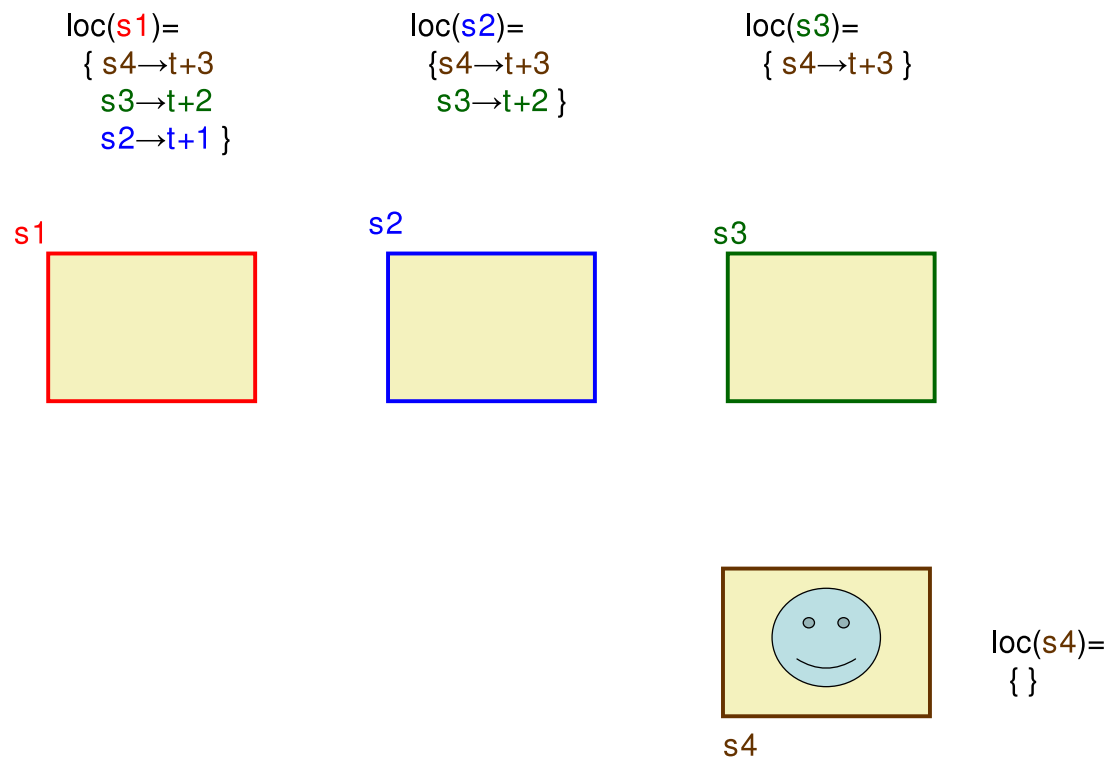 loc(s1)=
{ s4→t+3
s3→t+2
s2→t+1 }
loc(s2)=
{s4→t+3
s3→t+2 }
loc(s3)=
{ s4→t+3 }
s1
s2
s3
loc(s4)=
{ }
s4